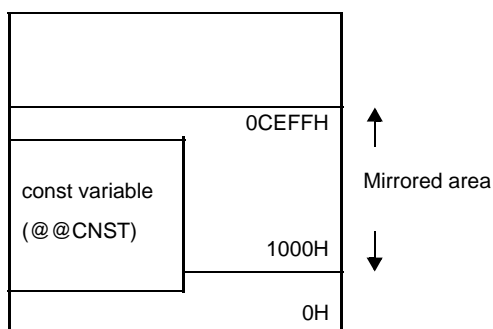 0CEFFH
Mirrored area
const variable
(@@CNST)
1000H
0H